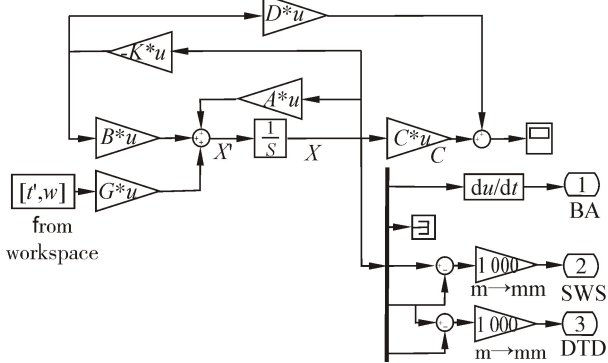 D*u
-K*u
A*u
B*u
X'
1
S
X
C*u
C
[t',w]
G*u
from
workspace
du/dt
1
BA
1 000
2
m→mm
SWS
1 000
3
m→mm
DTD